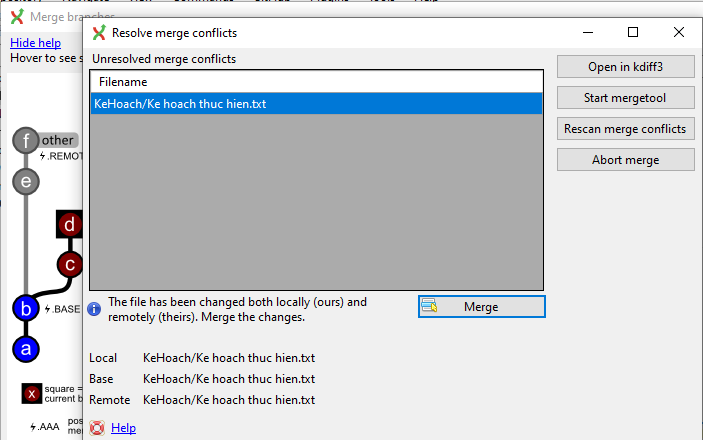 Merge branches
Hide help
Hover to see s
f other
.REMOT
e
d
c
b
.BASE
a
x square =
current b
.AAA pos
me
Resolve merge conflicts
Unresolved merge conflicts
Filename
KeHoach/Ke hoach thuc hien.txt
Open in kdiff3
Start mergetool
Rescan merge conflicts
Abort merge
The file has been changed both locally (ours) and
remotely (theirs). Merge the changes.
Merge
Local KeHoach/Ke hoach thuc hien.txt
Base KeHoach/Ke hoach thuc hien.txt
Remote KeHoach/Ke hoach thuc hien.txt
Help